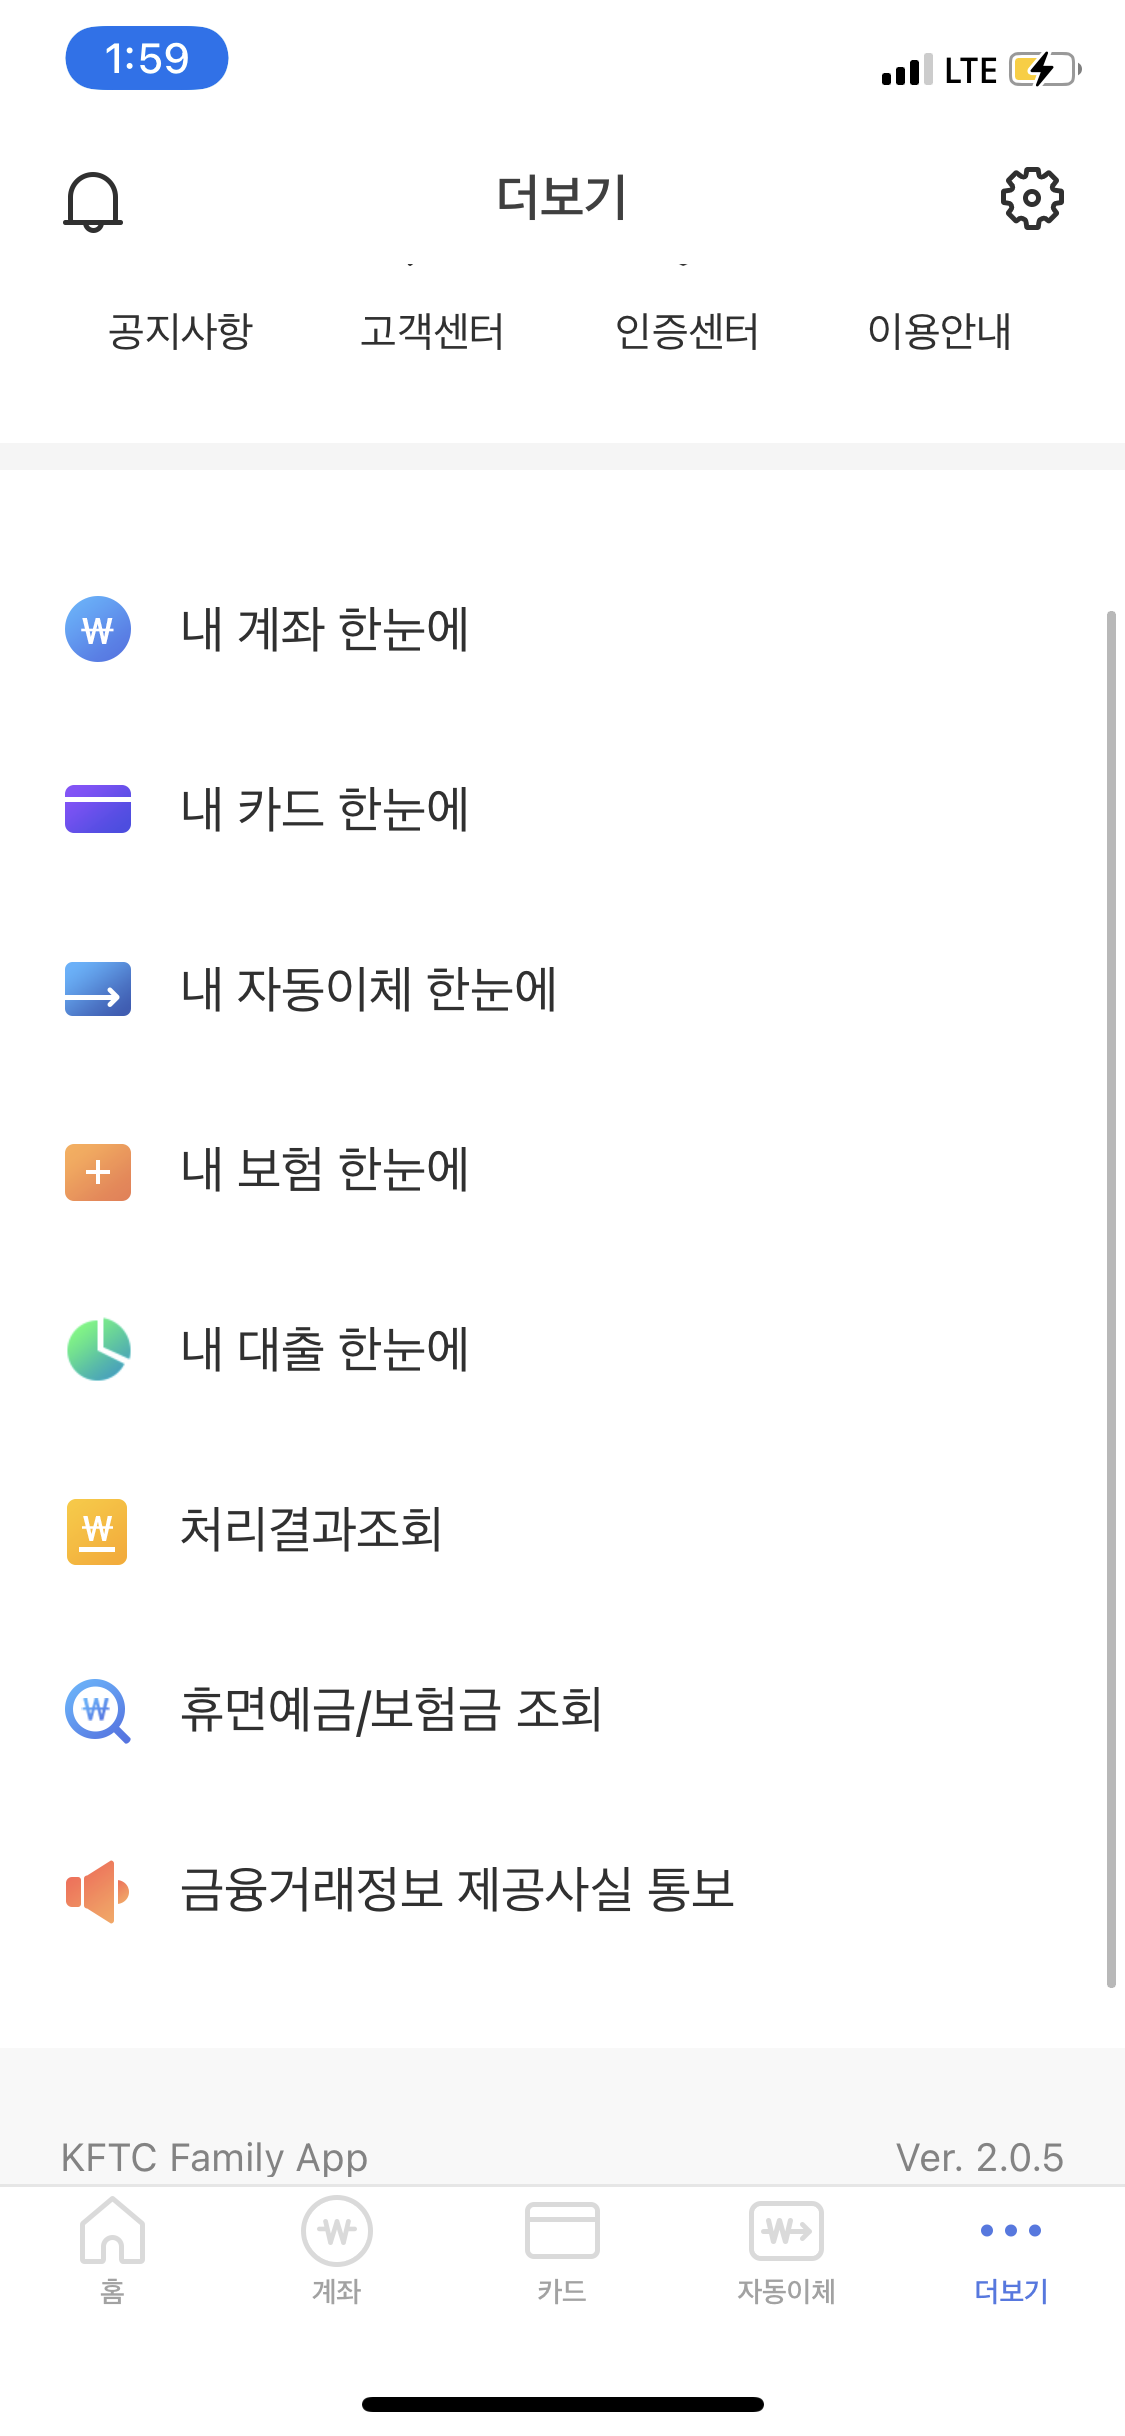 1:59
LTE
더보기
공지사항 고객센터 인증센터 이용안내
내 계좌 한눈에
내 카드 한눈에
내 자동이체 한눈에
내 보험 한눈에
내 대출 한눈에
처리결과조회
휴면예금/보험금 조회
금융거래정보 제공사실 통보
KFTC Family App Ver. 2.0.5
홈 계좌 카드 자동이체 더보기